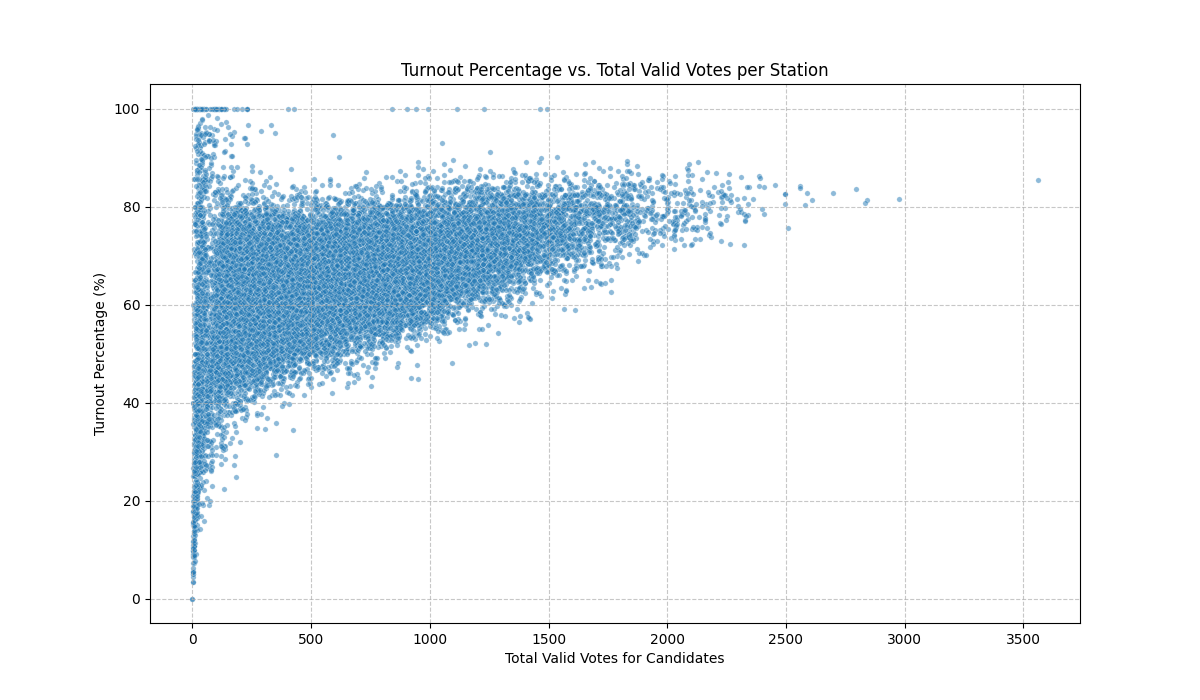 Turnout Percentage vs. Total Valid Votes per Station
Turnout Percentage (%)
100
80
60
40
20
0
0 500 1000 1500 2000 2500 3000 3500
Total Valid Votes for Candidates